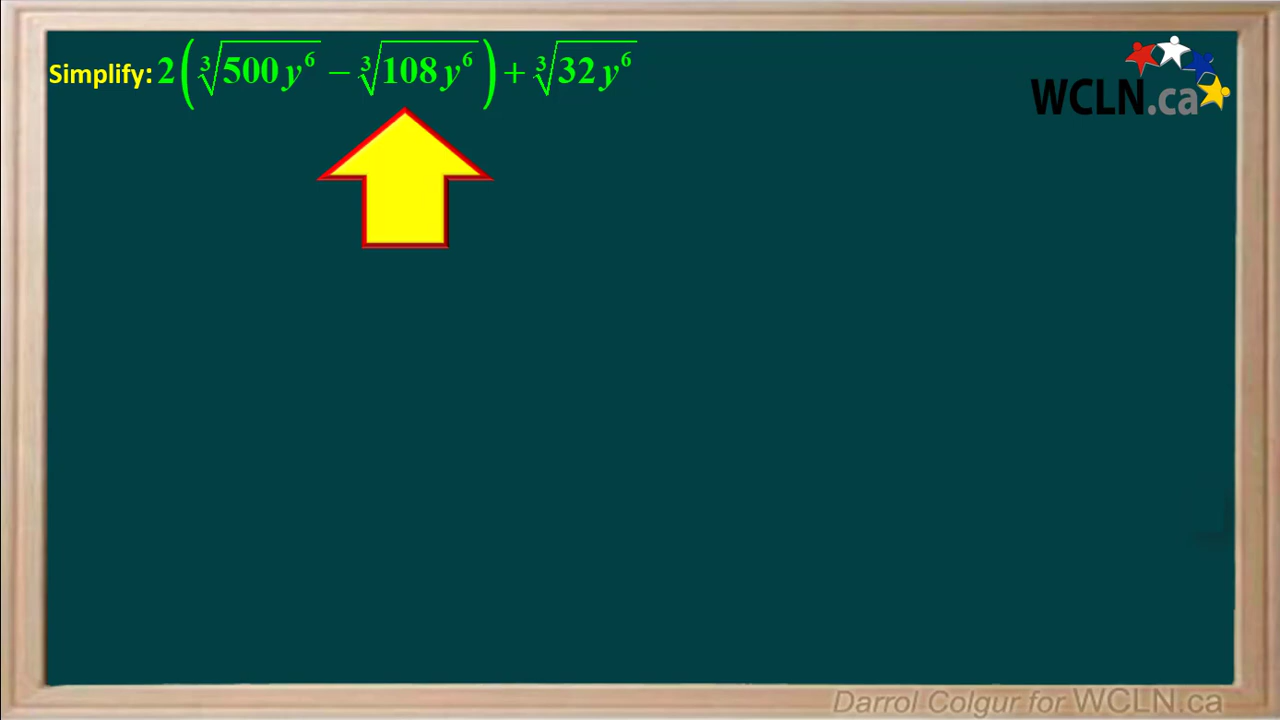 Simplify: 2(∛500y⁶ − ∛108y⁶) + ∛32y⁶
WCLN.ca
Darrol Colgur for WCLN.ca